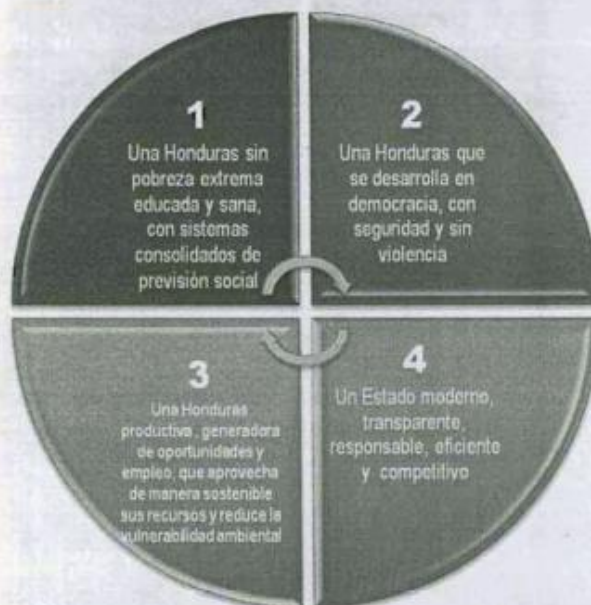 1
Una Honduras sin
pobreza extrema
educada y sana,
con sistemas
consolidados de
previsión social
2
Una Honduras que
se desarrolla en
democracia, con
seguridad y sin
violencia
3
Una Honduras
productiva, generadora
de oportunidades y
empleo, que aprovecha
de manera sostenible
sus recursos y reduce la
vulnerabilidad ambiental
4
Un Estado moderno,
transparente,
responsable, eficiente
y competitivo